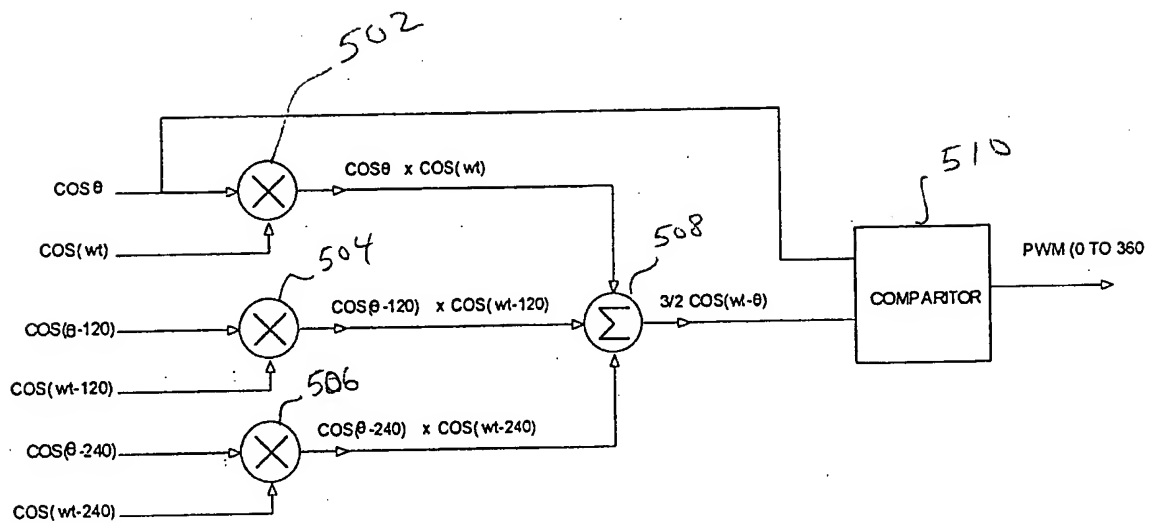 502
COSθ x COS(wt)
510
COSθ
COS(wt)
508
PWM (0 TO 360
504
COMPARITOR
COS(θ-120) x COS(wt-120)
3/2 COS(wt-θ)
Σ
COS(θ-120)
COS(wt-120)
506
COS(θ-240) x COS(wt-240)
COS(θ-240)
COS(wt-240)